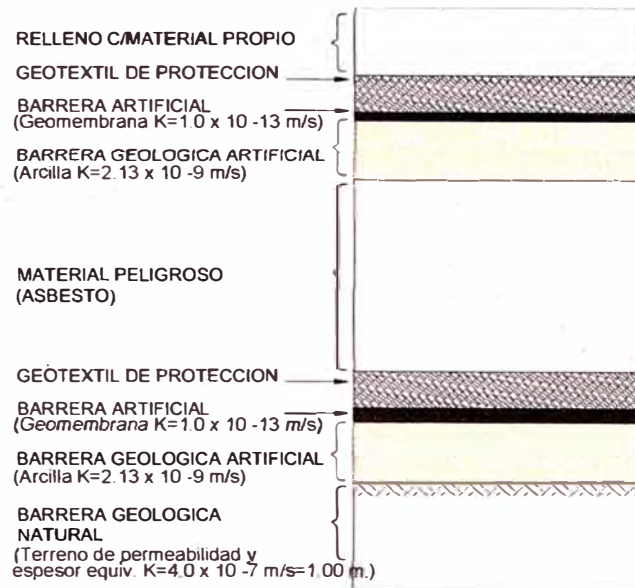 RELLENO C/MATERIAL PROPIO
GEOTEXTIL DE PROTECCION
BARRERA ARTIFICIAL
(Geomembrana K=1.0 x 10 -13 m/s)
BARRERA GEOLOGICA ARTIFICIAL
(Arcilla K=2.13 x 10 -9 m/s)
MATERIAL PELIGROSO
(ASBESTO)
GEOTEXTIL DE PROTECCION
BARRERA ARTIFICIAL
(Geomembrana K=1.0 x 10 -13 m/s)
BARRERA GEOLOGICA ARTIFICIAL
(Arcilla K=2.13 x 10 -9 m/s)
BARRERA GEOLOGICA
NATURAL
(Terreno de permeabilidad y
espesor equiv. K=4.0 x 10 -7 m/s=1.00 m.)